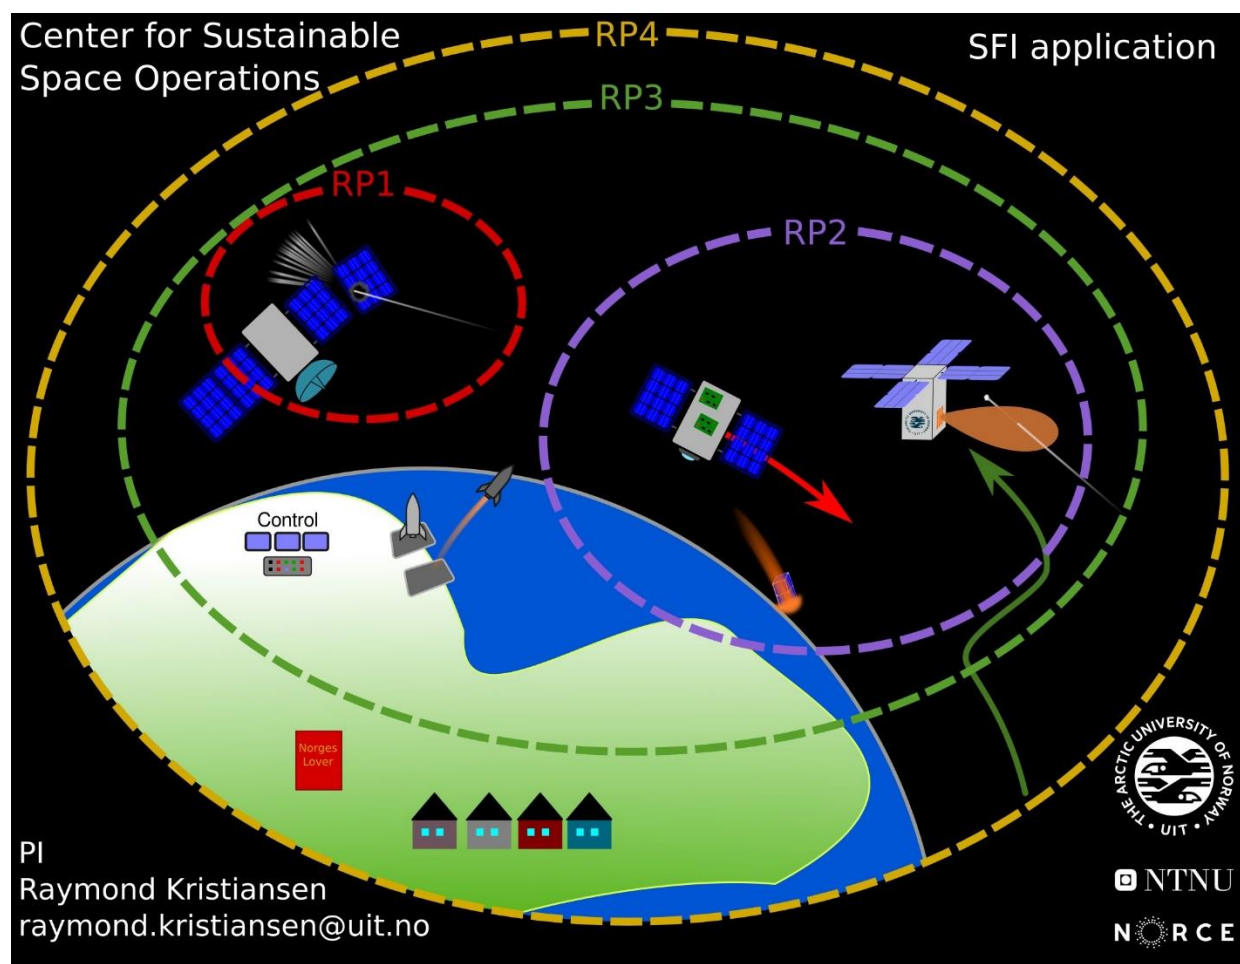 Center for Sustainable
Space Operations
SFI application
RP4
RP3
RP1
RP2
Control
Norges
Lover
PI
Raymond Kristiansen
raymond.kristiansen@uit.no
THE ARCTIC UNIVERSITY OF NORWAY
· UIT ·
NTNU
NORCE